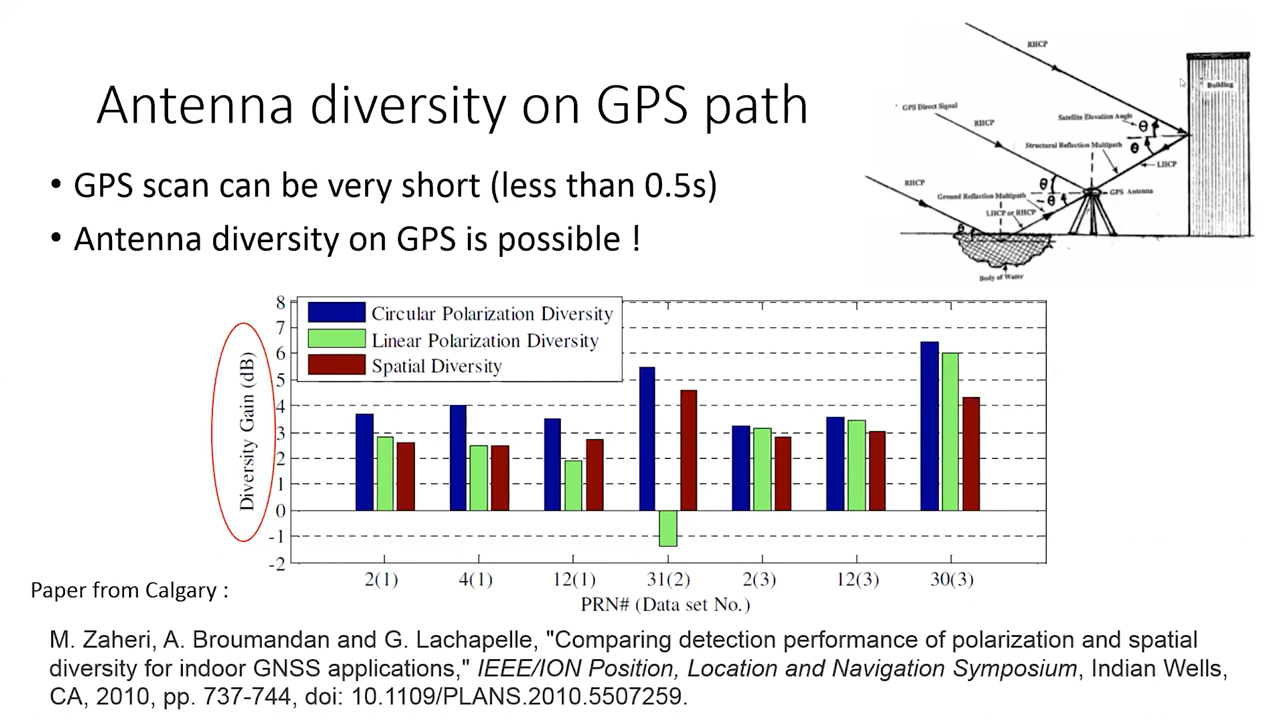 Antenna diversity on GPS path
• GPS scan can be very short (less than 0.5s)
• Antenna diversity on GPS is possible !
RHCP
Building
GPS Direct Signal
RHCP
Satellite Elevation Angle
θ
θ
Structural Reflection Multipath
LHCP
RHCP
θ
Ground Reflection Multipath
-θ
GPS Antenna
LHCP or RHCP
θ
Body of Water
Circular Polarization Diversity
Linear Polarization Diversity
Spatial Diversity
Diversity Gain (dB)
8
7
6
5
4
3
2
1
0
-1
-2
2(1) 4(1) 12(1) 31(2) 2(3) 12(3) 30(3)
PRN# (Data set No.)
Paper from Calgary :
M. Zaheri, A. Broumandan and G. Lachapelle, "Comparing detection performance of polarization and spatial
diversity for indoor GNSS applications," IEEE/ION Position, Location and Navigation Symposium, Indian Wells,
CA, 2010, pp. 737-744, doi: 10.1109/PLANS.2010.5507259.